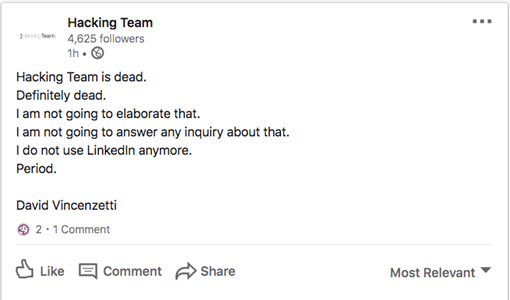 ]HackingTeam[
Hacking Team
4,625 followers
1h •
Hacking Team is dead.
Definitely dead.
I am not going to elaborate that.
I am not going to answer any inquiry about that.
I do not use LinkedIn anymore.
Period.
David Vincenzetti
2 • 1 Comment
Like Comment Share Most Relevant